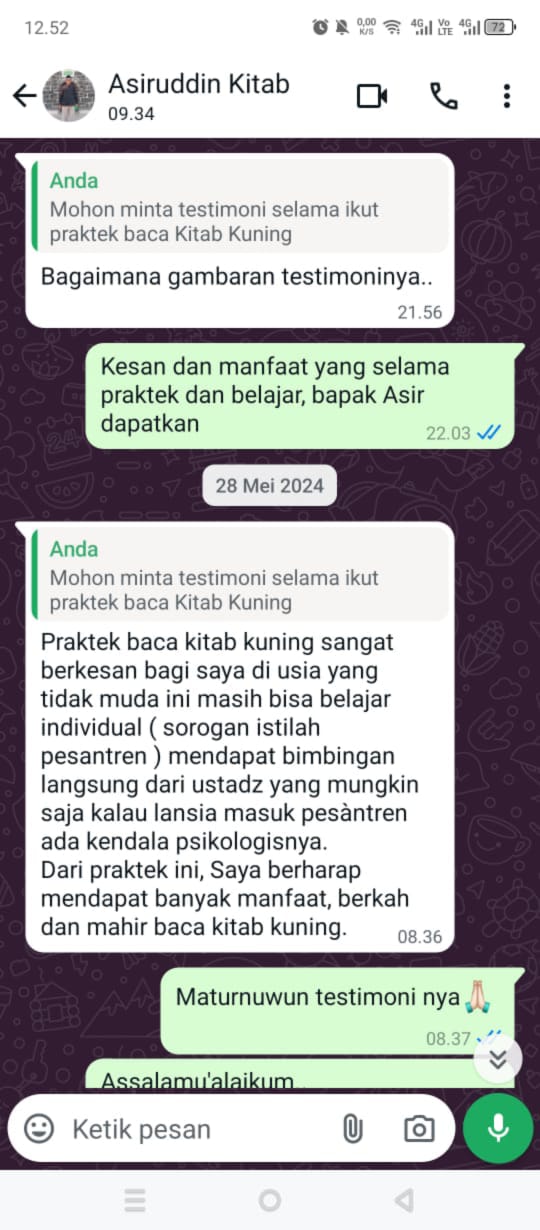 12.52
0,00
K/S
4G
Vo
LTE
4G
72
Asiruddin Kitab
09.34
Anda
Mohon minta testimoni selama ikut
praktek baca Kitab Kuning
Bagaimana gambaran testimoninya..
21.56
Kesan dan manfaat yang selama
praktek dan belajar, bapak Asir
dapatkan
22.03
28 Mei 2024
Anda
Mohon minta testimoni selama ikut
praktek baca Kitab Kuning
Praktek baca kitab kuning sangat
berkesan bagi saya di usia yang
tidak muda ini masih bisa belajar
individual ( sorogan istilah
pesantren ) mendapat bimbingan
langsung dari ustadz yang mungkin
saja kalau lansia masuk pesàntren
ada kendala psikologisnya.
Dari praktek ini, Saya berharap
mendapat banyak manfaat, berkah
dan mahir baca kitab kuning.
08.36
Maturnuwun testimoni nya🙏🏻
08.37
Assalamu'alaikum..
Ketik pesan